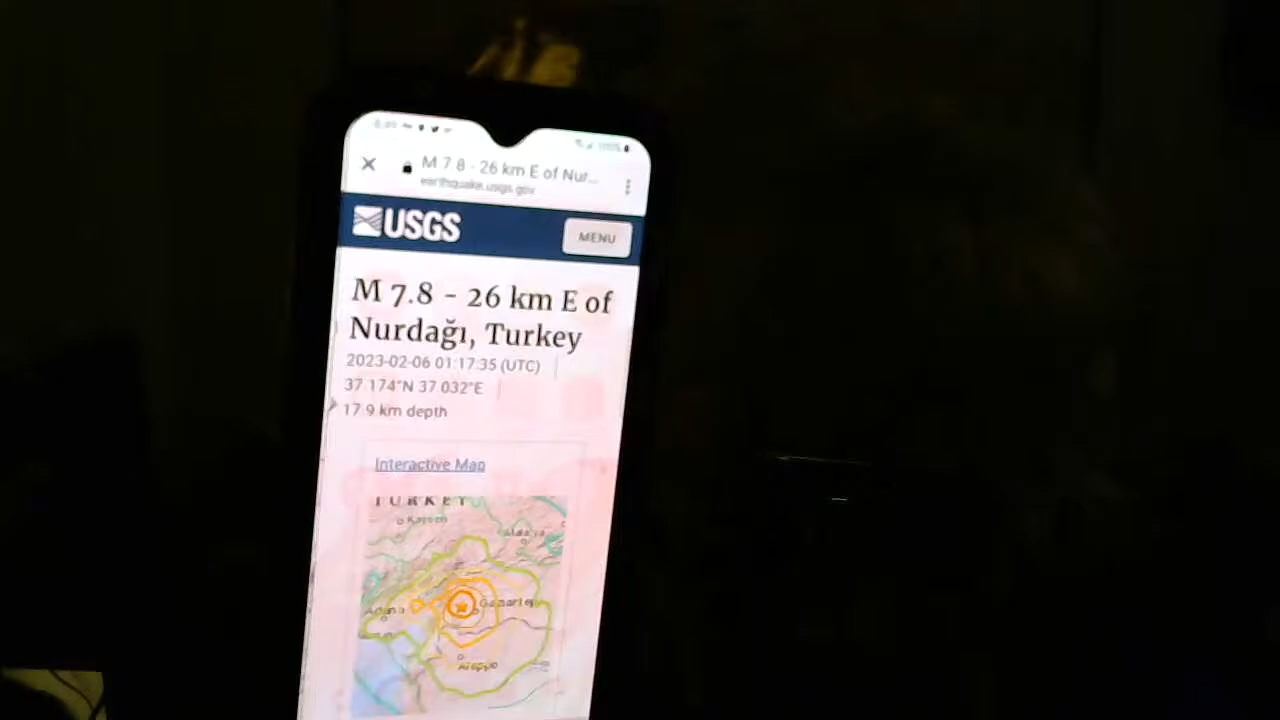 M 7.8 - 26 km E of Nur...
earthquake.usgs.gov
USGS
MENU
M 7.8 - 26 km E of
Nurdağı, Turkey
2023-02-06 01:17:35 (UTC)
37.174°N 37.032°E
17.9 km depth
Interactive Map
TURKEY
Kayseri
Malatya
Adana
Gaziantep
Aleppo